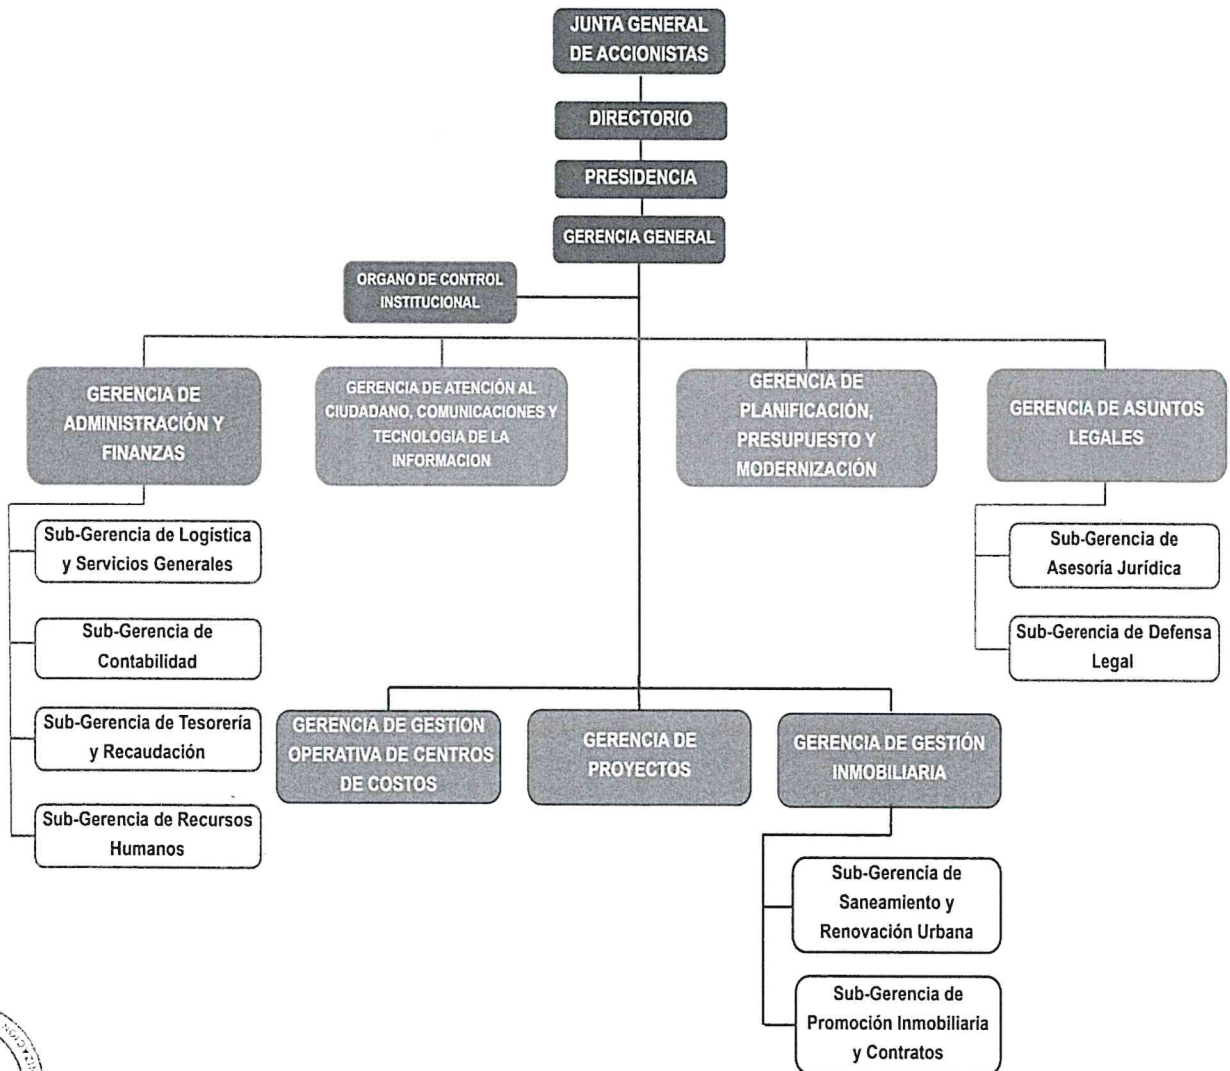 JUNTA GENERAL
DE ACCIONISTAS
DIRECTORIO
PRESIDENCIA
GERENCIA GENERAL
ORGANO DE CONTROL
INSTITUCIONAL
GERENCIA DE
ADMINISTRACIÓN Y
FINANZAS
GERENCIA DE ATENCIÓN AL
CIUDADANO, COMUNICACIONES Y
TECNOLOGIA DE LA
INFORMACION
GERENCIA DE
PLANIFICACIÓN,
PRESUPUESTO Y
MODERNIZACIÓN
GERENCIA DE ASUNTOS
LEGALES
Sub-Gerencia de Logística
y Servicios Generales
Sub-Gerencia de
Contabilidad
Sub-Gerencia de Tesorería
y Recaudación
Sub-Gerencia de Recursos
Humanos
Sub-Gerencia de
Asesoría Jurídica
Sub-Gerencia de Defensa
Legal
GERENCIA DE GESTION
OPERATIVA DE CENTROS
DE COSTOS
GERENCIA DE
PROYECTOS
GERENCIA DE GESTIÓN
INMOBILIARIA
Sub-Gerencia de
Saneamiento y
Renovación Urbana
Sub-Gerencia de
Promoción Inmobiliaria
y Contratos